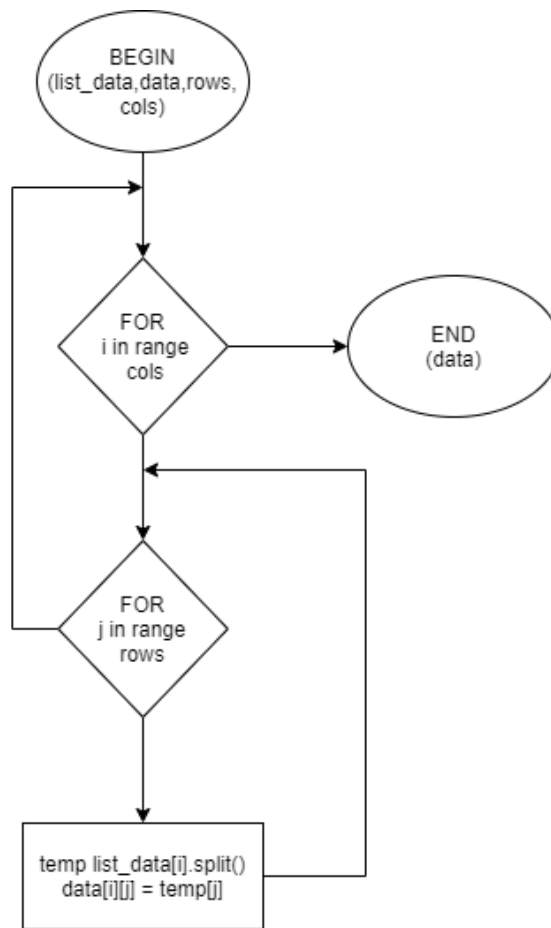 BEGIN
(list_data,data,rows,
cols)
FOR
i in range
cols
END
(data)
FOR
j in range
rows
temp list_data[i].split()
data[i][j] = temp[j]